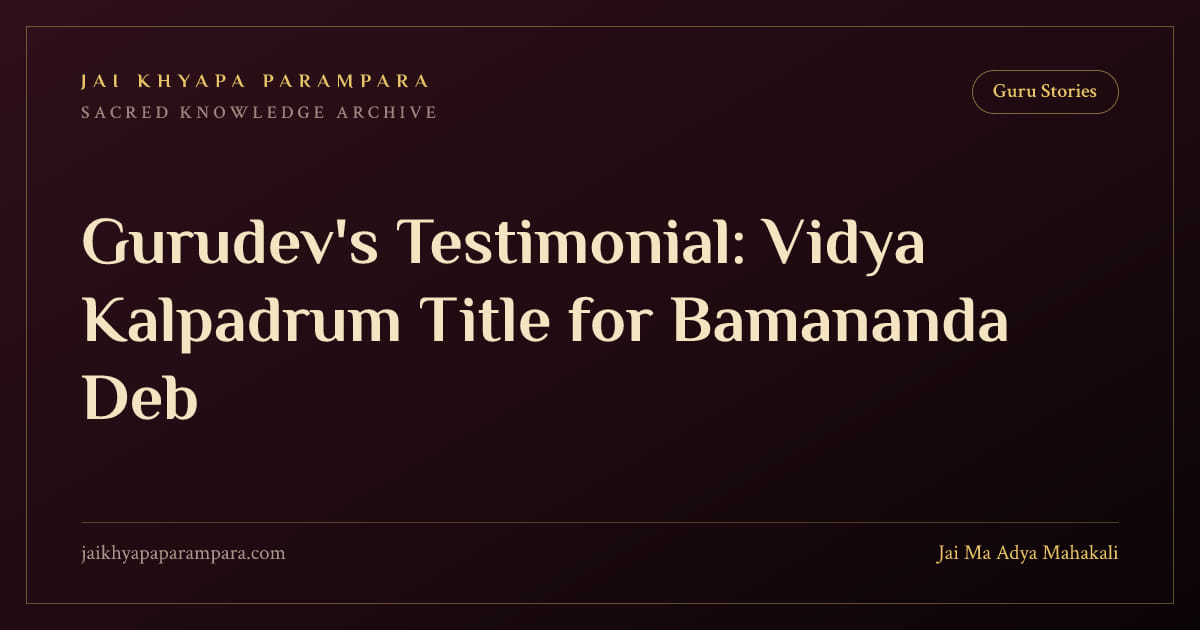 JAI KHYAPA PARAMPARA
SACRED KNOWLEDGE ARCHIVE
Guru Stories
Gurudev's Testimonial: Vidya
Kalpadrum Title for Bamananda
Deb
jaikhyapaparampara.com
Jai Ma Adya Mahakali